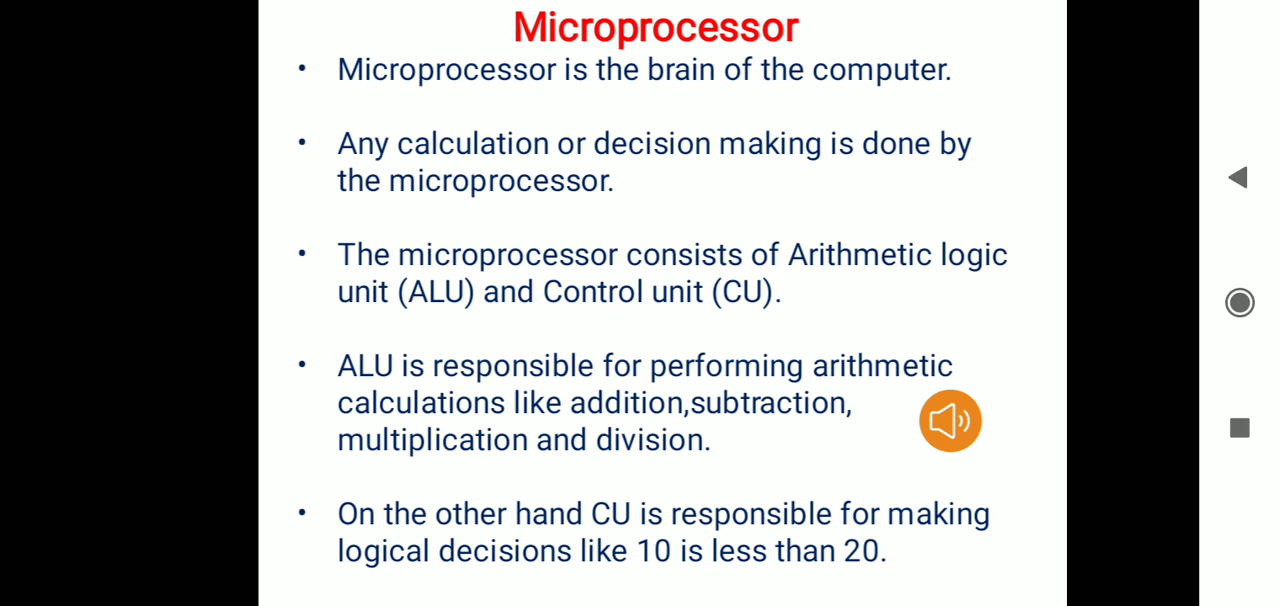 Microprocessor
• Microprocessor is the brain of the computer.
• Any calculation or decision making is done by
the microprocessor.
• The microprocessor consists of Arithmetic logic
unit (ALU) and Control unit (CU).
• ALU is responsible for performing arithmetic
calculations like addition,subtraction,
multiplication and division.
• On the other hand CU is responsible for making
logical decisions like 10 is less than 20.